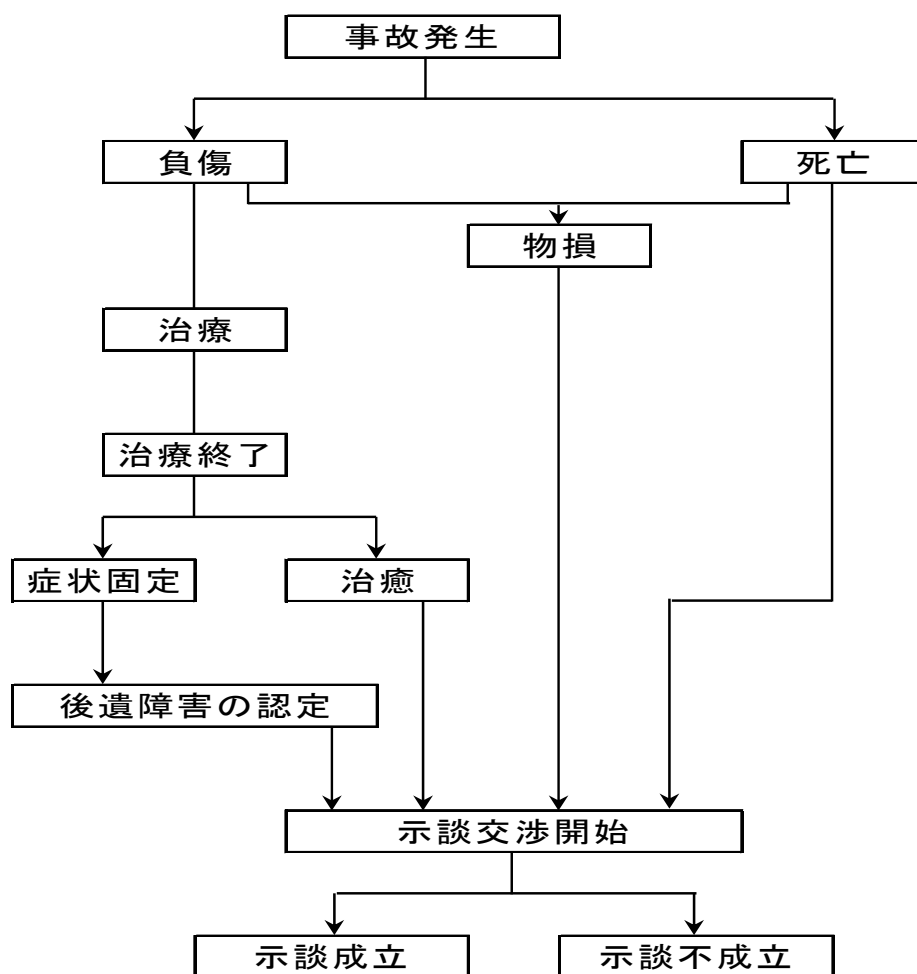 事故発生
負傷
死亡
物損
治療
治療終了
症状固定
治癒
後遺障害の認定
示談交渉開始
示談成立
示談不成立